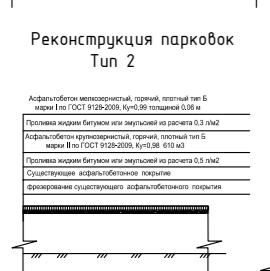 Реконструкция парковок
Тип 2
Асфальтобетон мелкозернистый, горячий, плотный тип Б
марки I по ГОСТ 9128-2009, Ку=0,99 толщиной 0.06 м
Проливка жидким битумом или эмульсией из расчета 0,3 л/м2
Асфальтобетон крупнозернистый, горячий, плотный тип Б
марки II по ГОСТ 9128-2009, Ку=0,98 610 м3
Проливка жидким битумом или эмульсией из расчета 0,5 л/м2
Существующее асфальтобетонное покрытие
фрезерование существующего асфальтобетонного покрытия